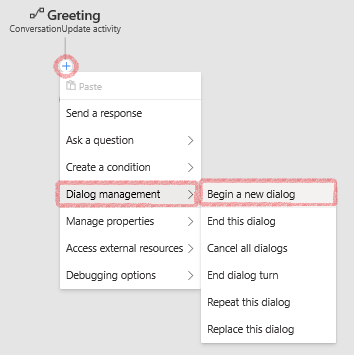 Greeting
ConversationUpdate activity
Paste
Send a response
Ask a question
Create a condition
Dialog management
Manage properties
Access external resources
Debugging options
Begin a new dialog
End this dialog
Cancel all dialogs
End dialog turn
Repeat this dialog
Replace this dialog